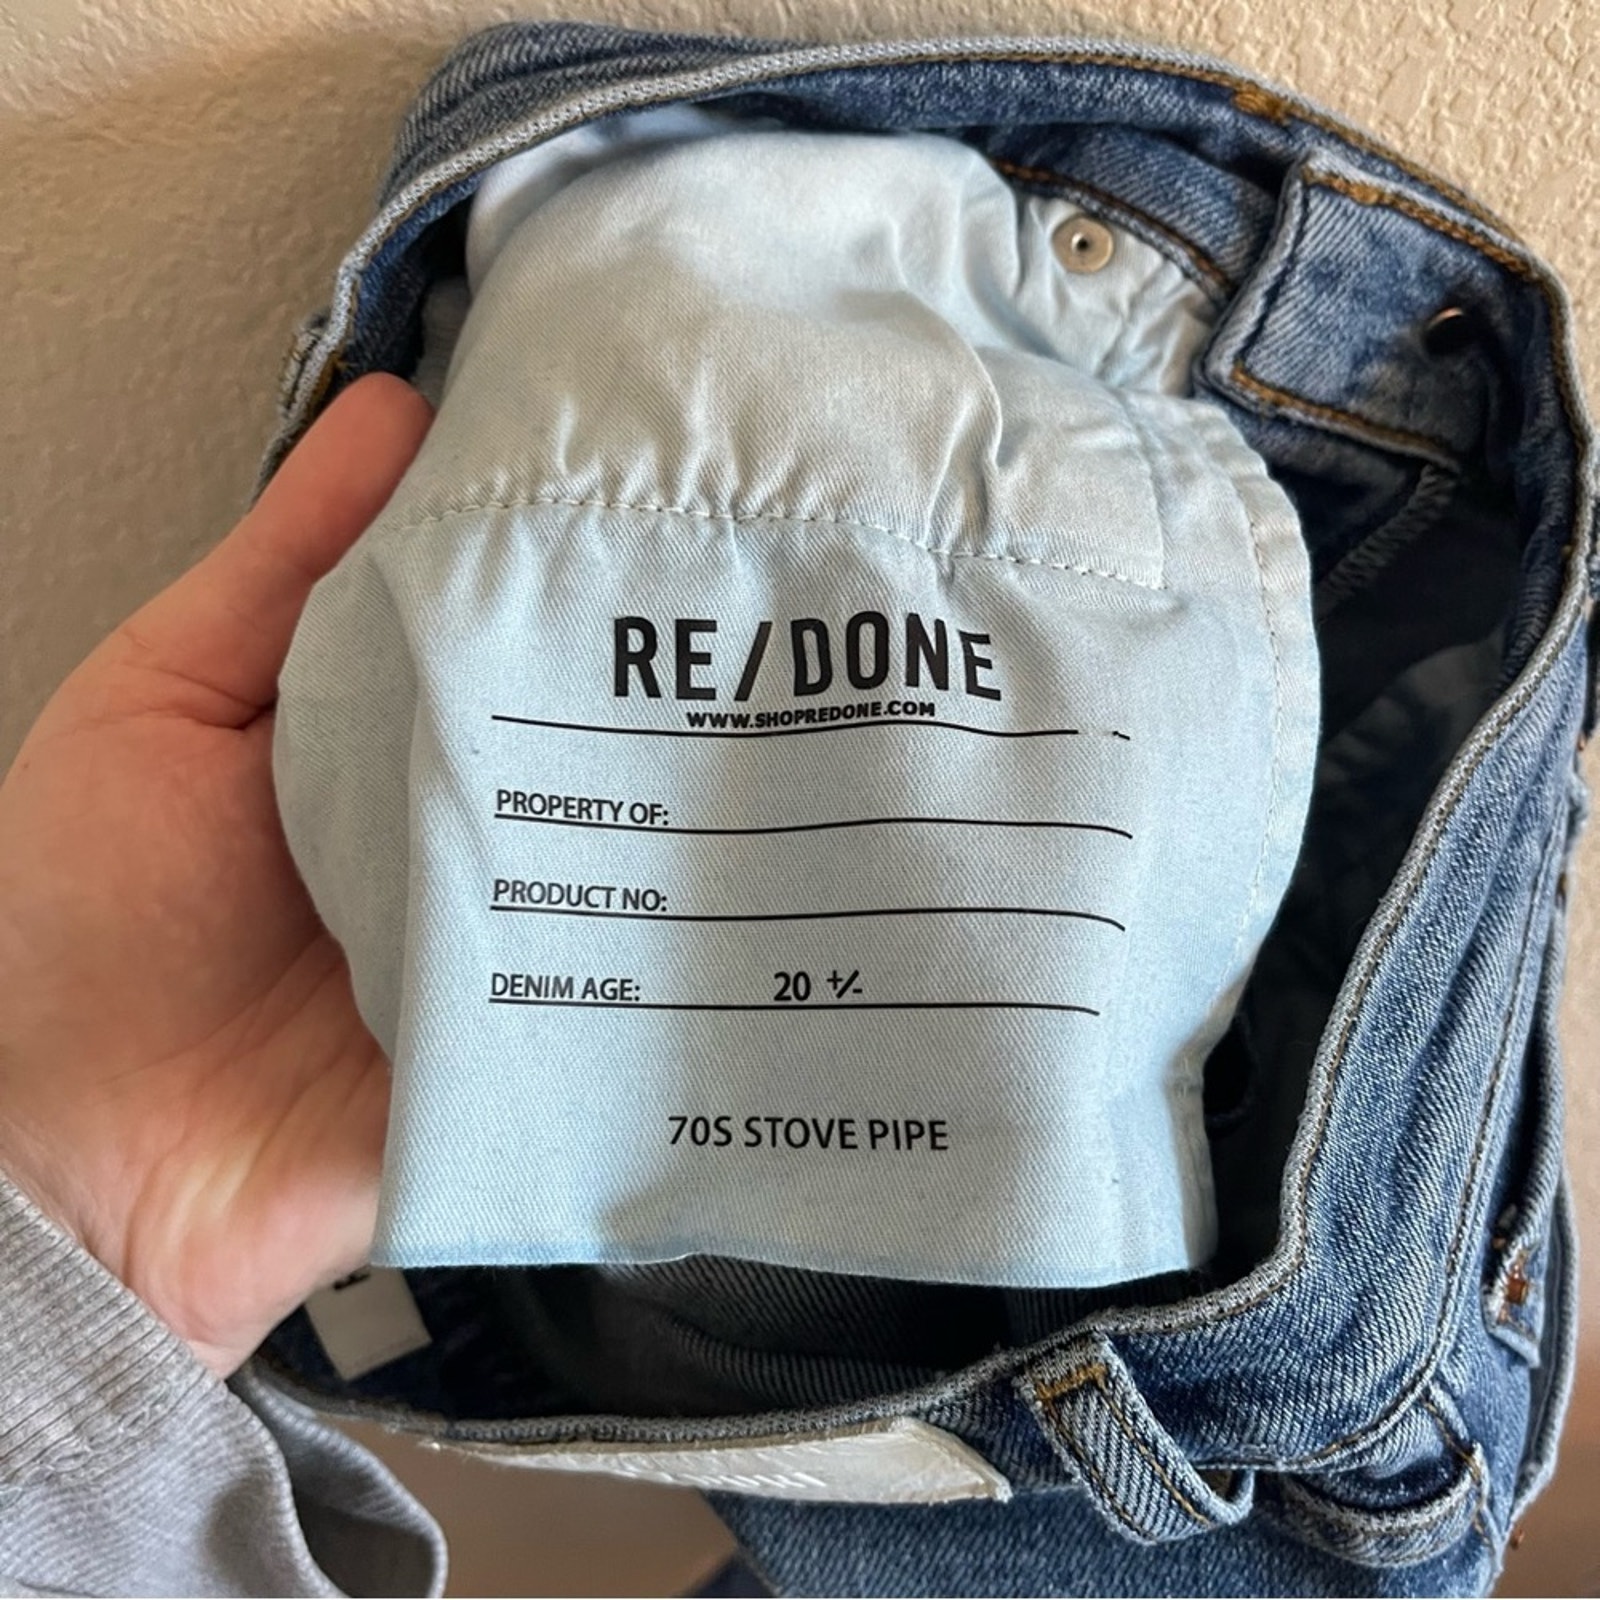 RE/DONE
WWW.SHOPREDONE.COM
PROPERTY OF:
PRODUCT NO:
DENIM AGE: 20 +/-
70S STOVE PIPE